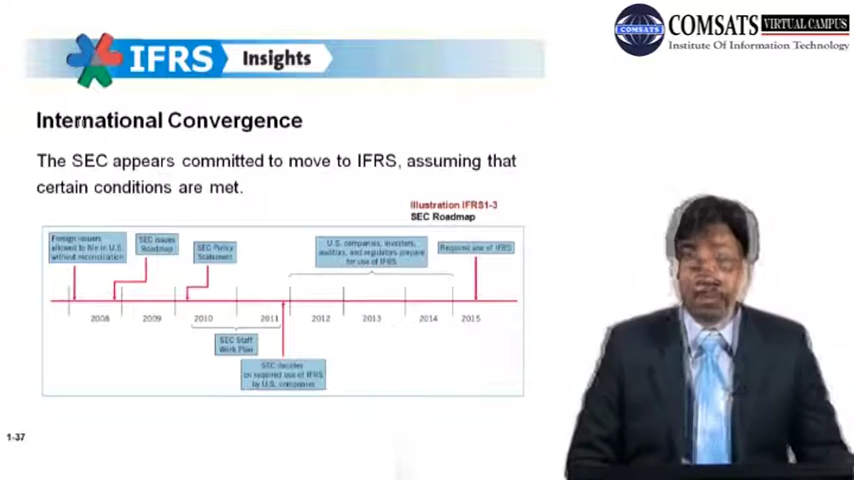 IFRS Insights
COMSATS VIRTUAL CAMPUS
Institute Of Information Technology
COMSATS
International Convergence
The SEC appears committed to move to IFRS, assuming that
certain conditions are met.
Illustration IFRS1-3
SEC Roadmap
Foreign issuers
allowed to file in U.S.
without reconciliation
SEC issues
Roadmap
SEC Policy
Statement
U.S. companies, investors,
auditors, and regulators prepare
for use of IFRS
Required use of IFRS
2008 2009 2010 2011 2012 2013 2014 2015
SEC Staff
Work Plan
SEC decides
on required use of IFRS
by U.S. companies
1-37